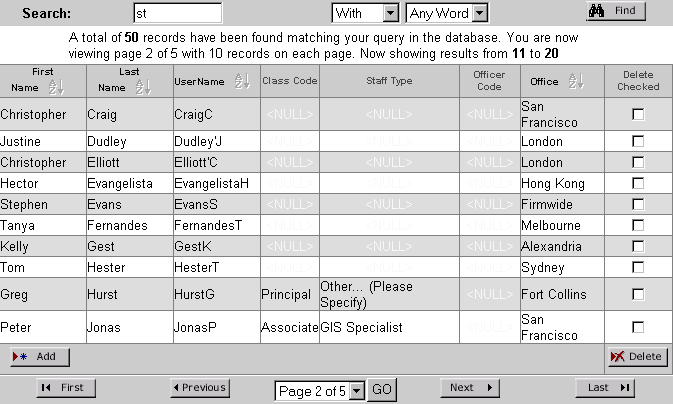 Search: st With Any Word Find
A total of 50 records have been found matching your query in the database. You are now
viewing page 2 of 5 with 10 records on each page. Now showing results from 11 to 20
First Name Last Name UserName Class Code Staff Type Officer Code Office Delete Checked
Christopher Craig CraigC <NULL> <NULL> <NULL> San Francisco
Justine Dudley Dudley'J <NULL> <NULL> <NULL> London
Christopher Elliott Elliutt'C <NULL> <NULL> <NULL> London
Hector Evangelista EvangelistaH <NULL> <NULL> <NULL> Hong Kong
Stephen Evans EvansS <NULL> <NULL> <NULL> Firmwide
Tanya Fernandes FernandesT <NULL> <NULL> <NULL> Melbourne
Kelly Gest GestK <NULL> <NULL> <NULL> Alexandria
Tom Hester HesterT <NULL> <NULL> <NULL> Sydney
Greg Hurst HurstG Principal Other... (Please Specify) <NULL> Fort Collins
Peter Jonas JonasP Associate GIS Specialist <NULL> San Francisco
Add Delete
First Previous Page 2 of 5 GO Next Last